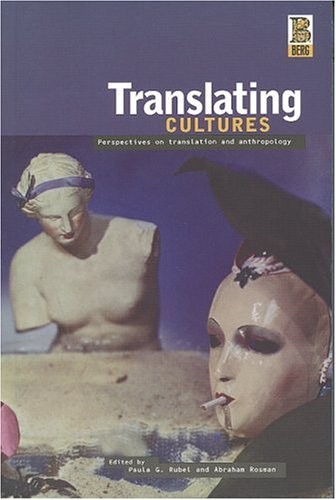 B
BERG
Translating
CULTURES
Perspectives on translation and anthropology
Edited by
Paula G. Rubel and Abraham Rosman